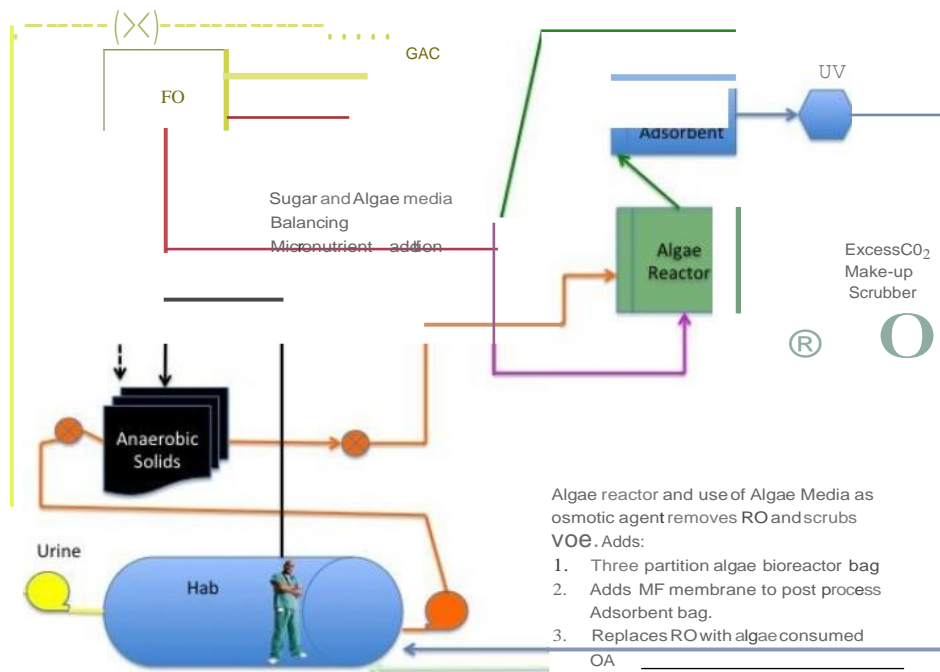 GAC
FO
UV
Adsorbent
Sugar and Algae media
Balancing
Micronutrient addion
Algae
Reactor
ExcessC0₂
Make-up
Scrubber
® O
Anaerobic
Solids
Urine
Hab
Algae reactor and use of Algae Media as
osmotic agent removes RO and scrubs
voe. Adds:
1. Three partition algae bioreactor bag
2. Adds MF membrane to post process
Adsorbent bag.
3. Replaces RO with algae consumed
OA